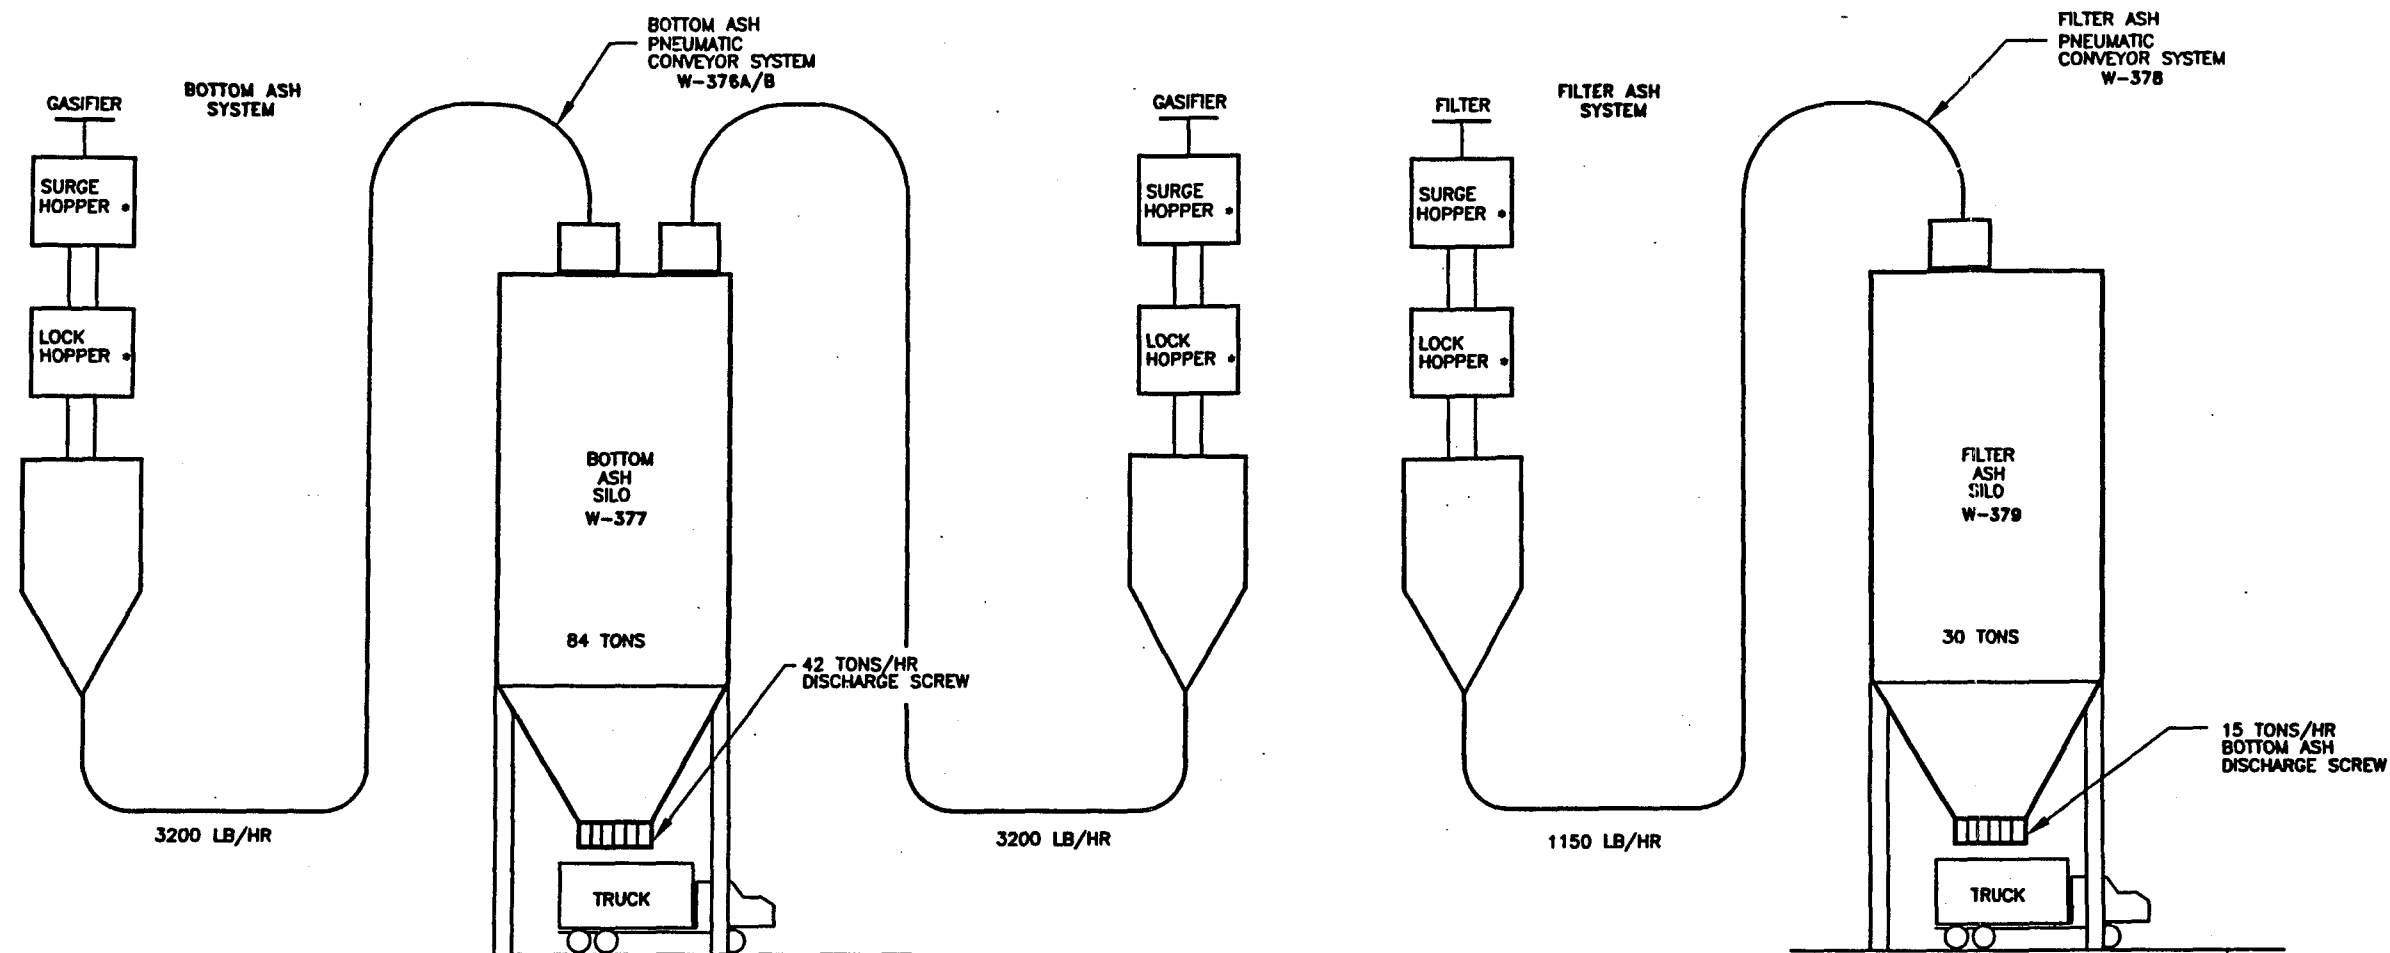 BOTTOM ASH
PNEUMATIC
CONVEYOR SYSTEM
W-376A/B
BOTTOM ASH
SYSTEM
GASIFIER
SURGE
HOPPER *
LOCK
HOPPER *
3200 LB/HR
BOTTOM
ASH
SILO
W-377
84 TONS
42 TONS/HR
DISCHARGE SCREW
TRUCK
GASIFIER
SURGE
HOPPER *
LOCK
HOPPER *
3200 LB/HR
FILTER ASH
PNEUMATIC
CONVEYOR SYSTEM
W-378
FILTER ASH
SYSTEM
FILTER
SURGE
HOPPER *
LOCK
HOPPER *
1150 LB/HR
FILTER
ASH
SILO
W-379
30 TONS
15 TONS/HR
BOTTOM ASH
DISCHARGE SCREW
TRUCK